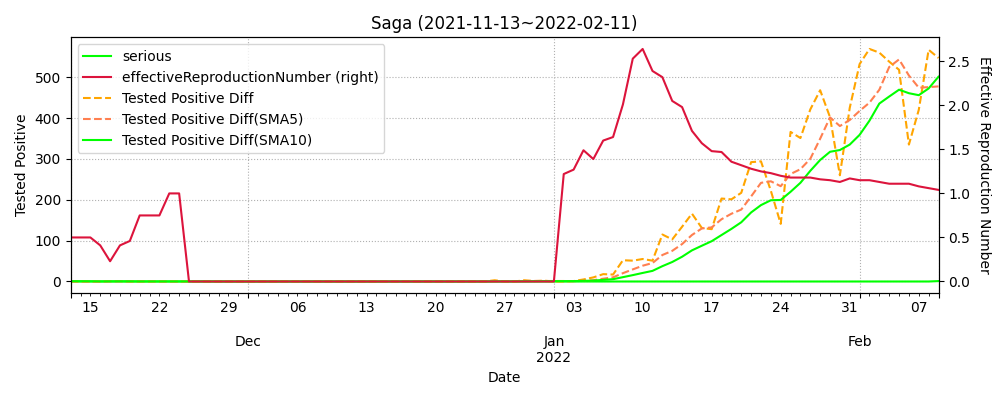 Saga (2021-11-13~2022-02-11)
serious
effectiveReproductionNumber (right)
Tested Positive Diff
Tested Positive Diff(SMA5)
Tested Positive Diff(SMA10)
Tested Positive
500
400
300
200
100
0
Effective Reproduction Number
2.5
2.0
1.5
1.0
0.5
0.0
15 22 29 06 13 20 27 03 10 17 24 31 07
Dec Jan Feb
2022
Date